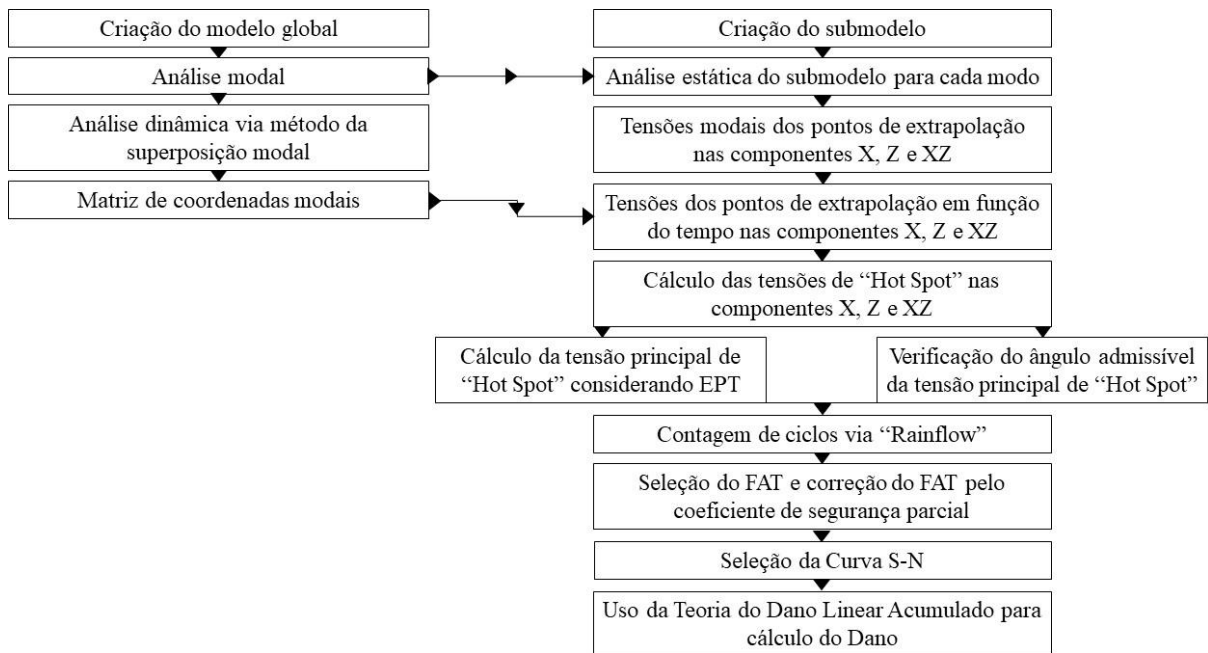 Criação do modelo global
Análise modal
Análise dinâmica via método da
superposição modal
Matriz de coordenadas modais
Criação do submodelo
Análise estática do submodelo para cada modo
Tensões modais dos pontos de extrapolação
nas componentes X, Z e XZ
Tensões dos pontos de extrapolação em função
do tempo nas componentes X, Z e XZ
Cálculo das tensões de “Hot Spot” nas
componentes X, Z e XZ
Cálculo da tensão principal de
“Hot Spot” considerando EPT
Verificação do ângulo admissível
da tensão principal de “Hot Spot”
Contagem de ciclos via “Rainflow”
Seleção do FAT e correção do FAT pelo
coeficiente de segurança parcial
Seleção da Curva S-N
Uso da Teoria do Dano Linear Acumulado para
cálculo do Dano